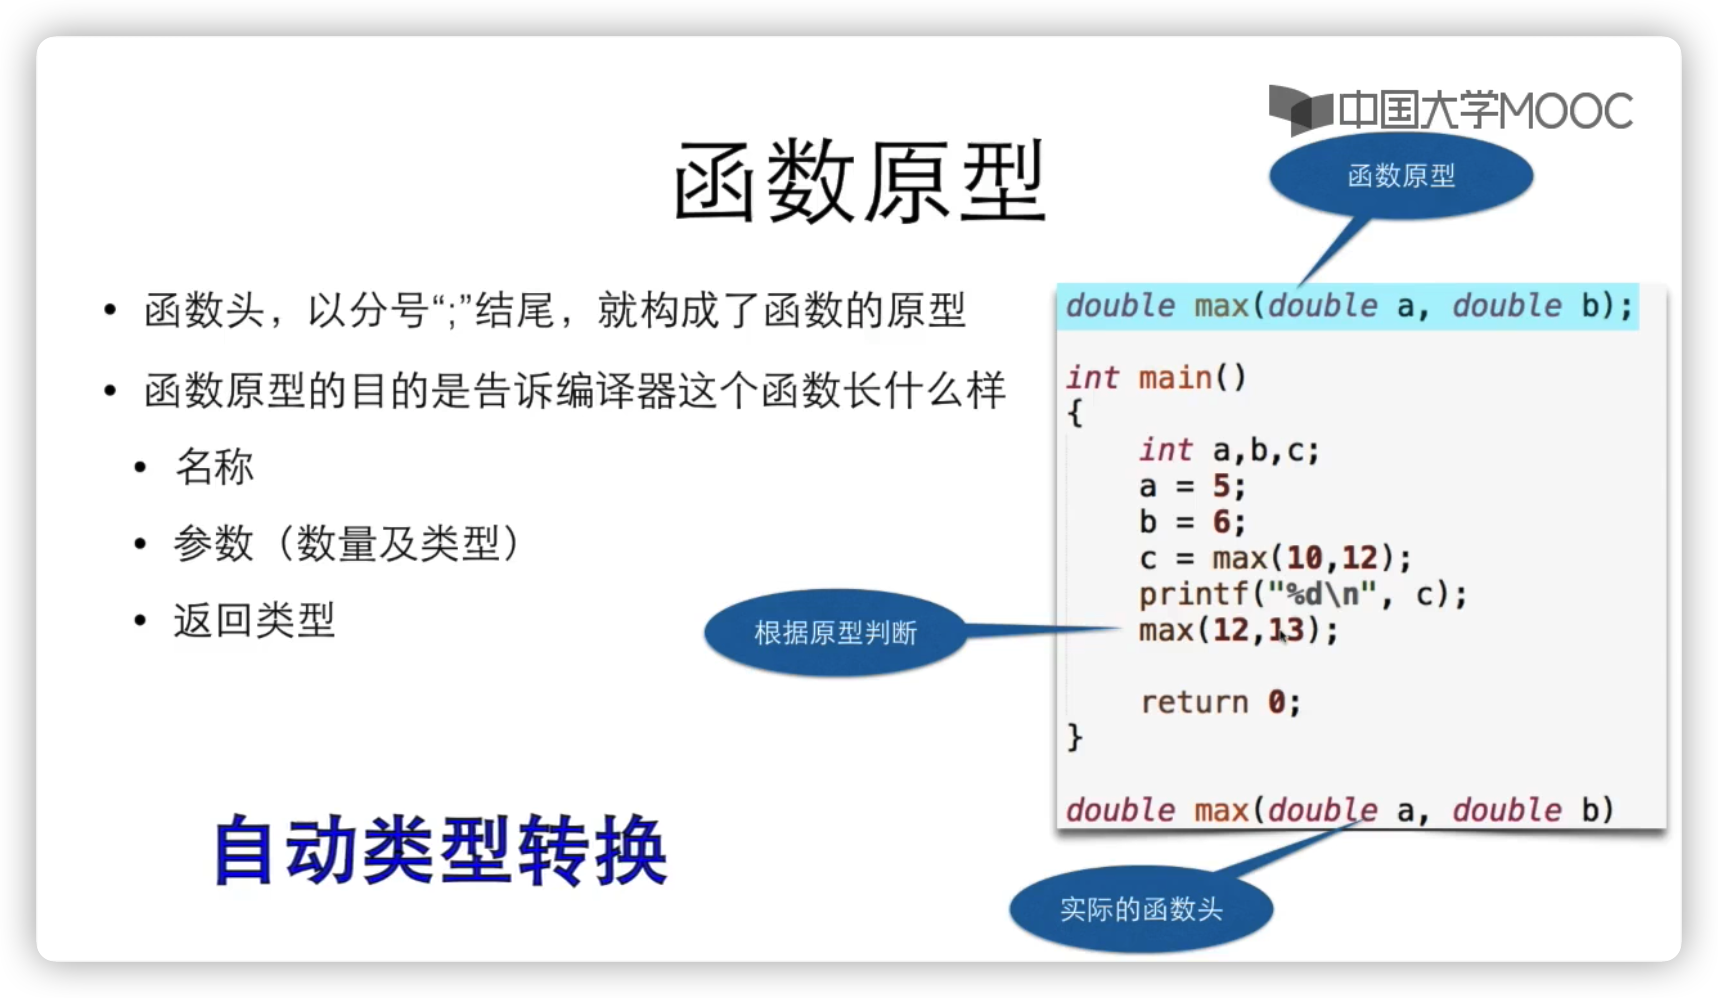 中国大学MOOC
函数原型
函数原型
• 函数头，以分号“;”结尾，就构成了函数的原型
• 函数原型的目的是告诉编译器这个函数长什么样
• 名称
• 参数（数量及类型）
• 返回类型
自动类型转换
double max(double a, double b);
int main()
{
int a,b,c;
a = 5;
b = 6;
c = max(10,12);
printf("%d\n", c);
max(12,13);
return 0;
}
double max(double a, double b)
根据原型判断
实际的函数头